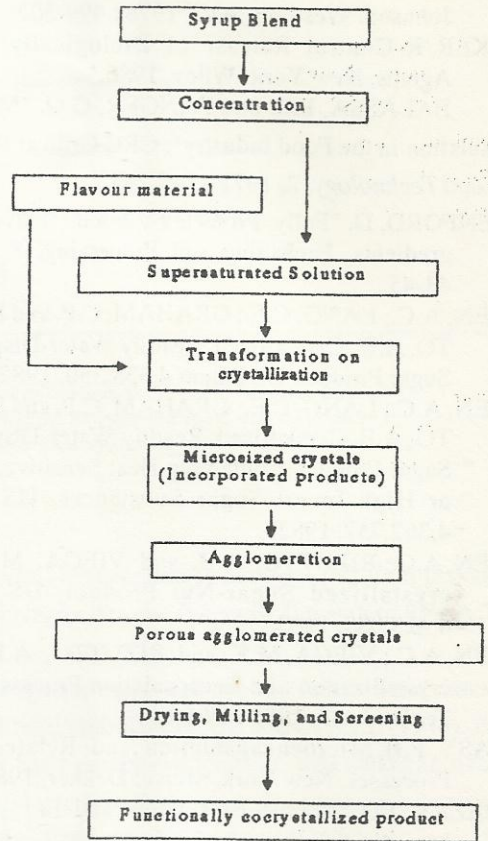 Syrup Blend
Concentration
Flavour material
Supersaturated Solution
Transformation on
crystallization
Microsized crystals
(Incorporated products)
Agglomeration
Porous agglomerated crystals
Drying, Milling, and Screening
Functionally cocrystallized product